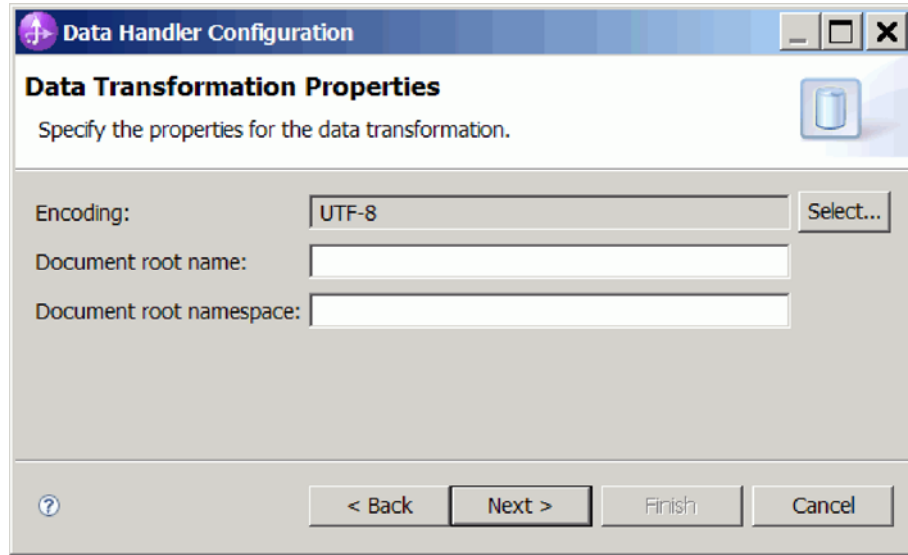 Data Handler Configuration
Data Transformation Properties
Specify the properties for the data transformation.
Encoding: UTF-8 Select...
Document root name:
Document root namespace:
? < Back Next > Finish Cancel